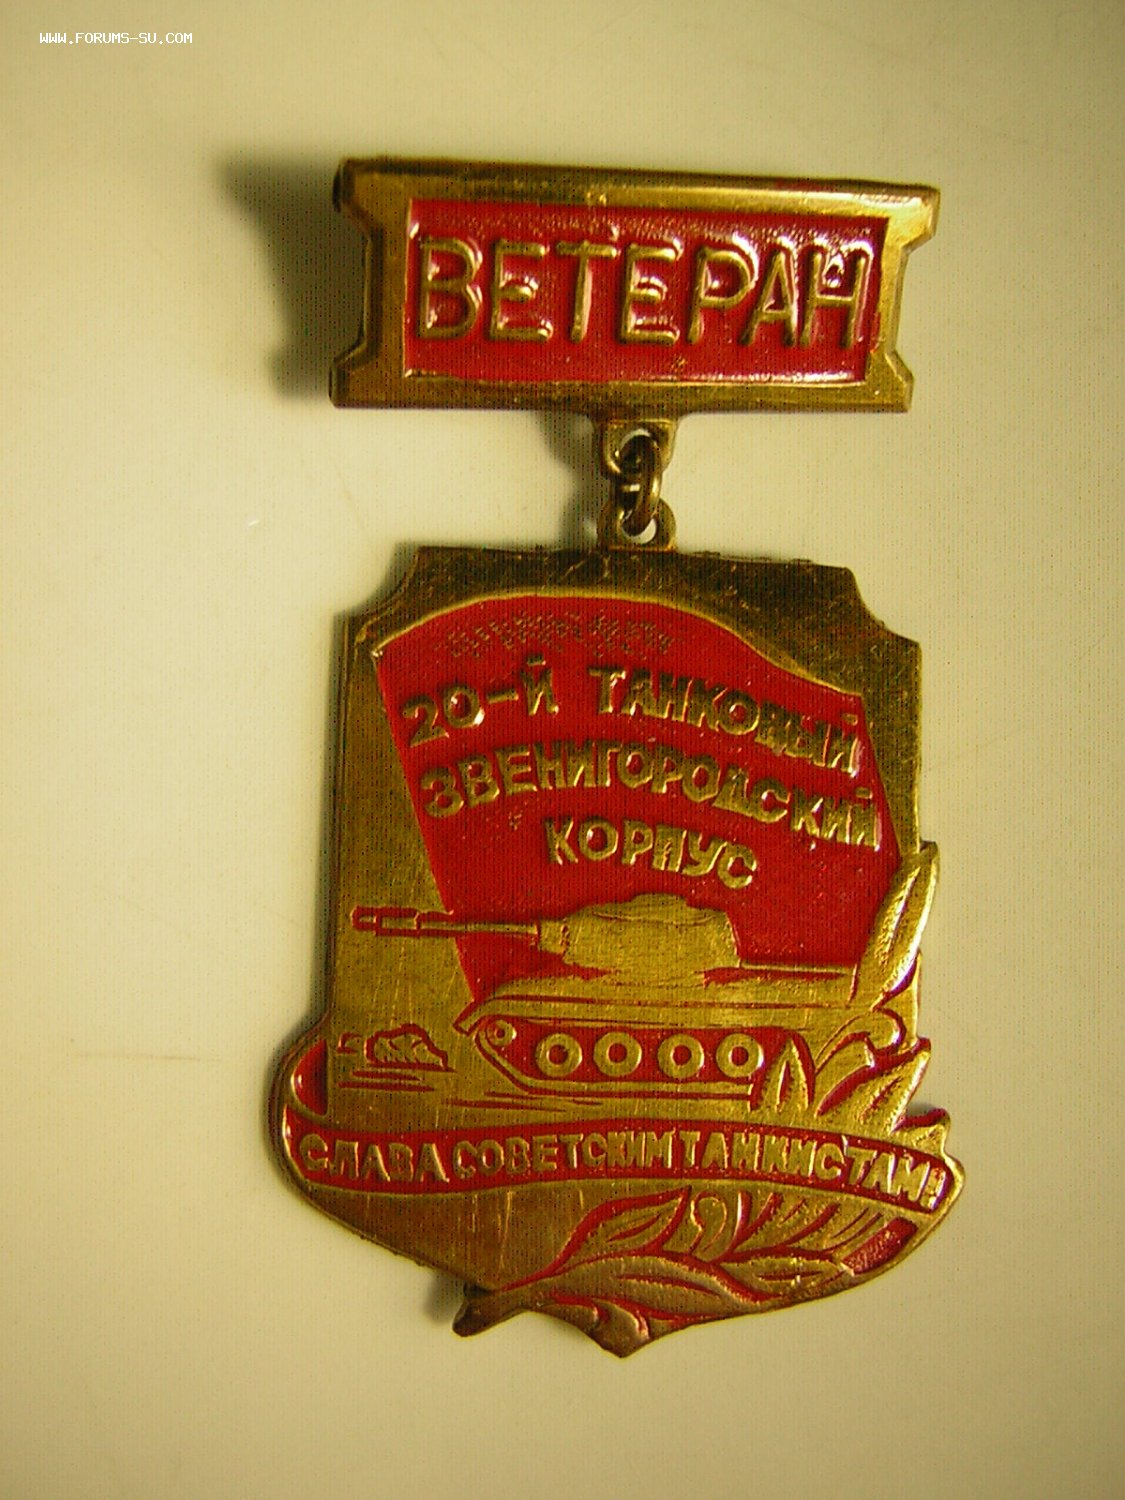 WWW.FORUMS-SU.COM
ВЕТЕРАН
20-Й ТАНКОВЫЙ
ЗВЕНИГОРОДСКИЙ
КОРПУС
СЛАВА СОВЕТСКИМ ТАНКИСТАМ!